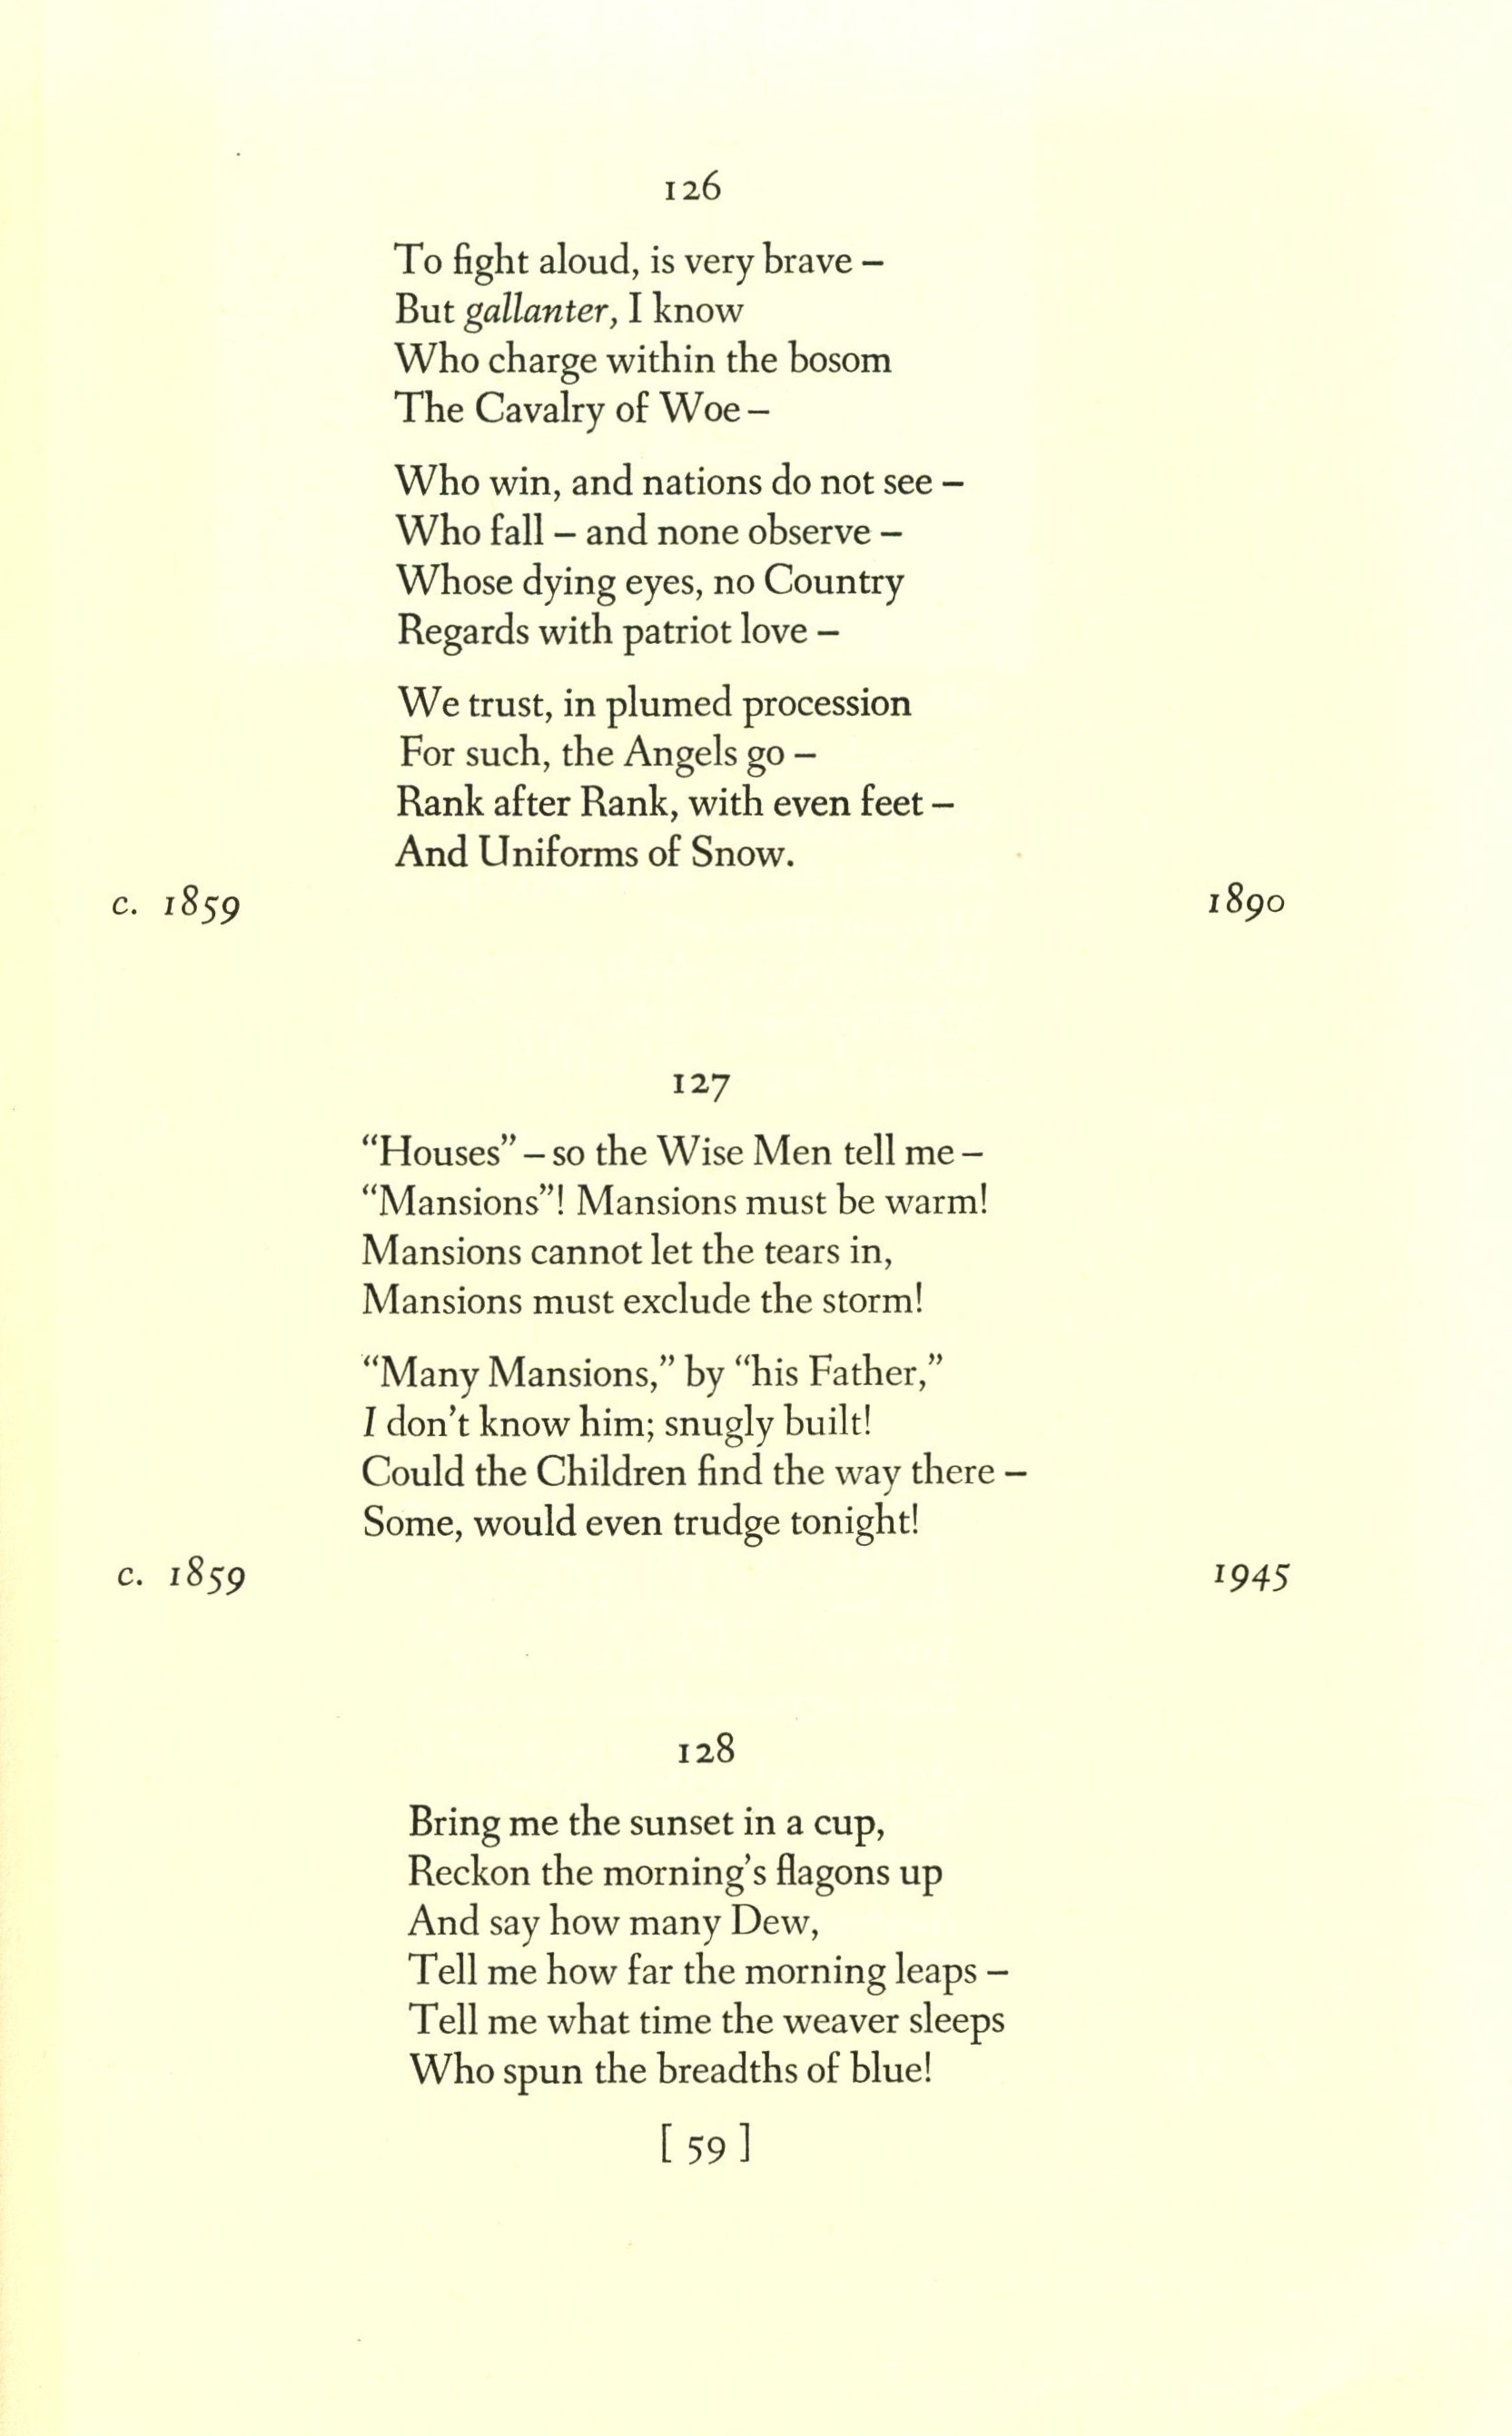 126
To fight aloud, is very brave –
But gallanter, I know
Who charge within the bosom
The Cavalry of Woe –
Who win, and nations do not see –
Who fall – and none observe –
Whose dying eyes, no Country
Regards with patriot love –
We trust, in plumed procession
For such, the Angels go –
Rank after Rank, with even feet –
And Uniforms of Snow.
c. 1859 1890
127
“Houses” – so the Wise Men tell me –
“Mansions”! Mansions must be warm!
Mansions cannot let the tears in,
Mansions must exclude the storm!
“Many Mansions,” by “his Father,”
I don’t know him; snugly built!
Could the Children find the way there –
Some, would even trudge tonight!
c. 1859 1945
128
Bring me the sunset in a cup,
Reckon the morning’s flagons up
And say how many Dew,
Tell me how far the morning leaps –
Tell me what time the weaver sleeps
Who spun the breadths of blue!
[ 59 ]